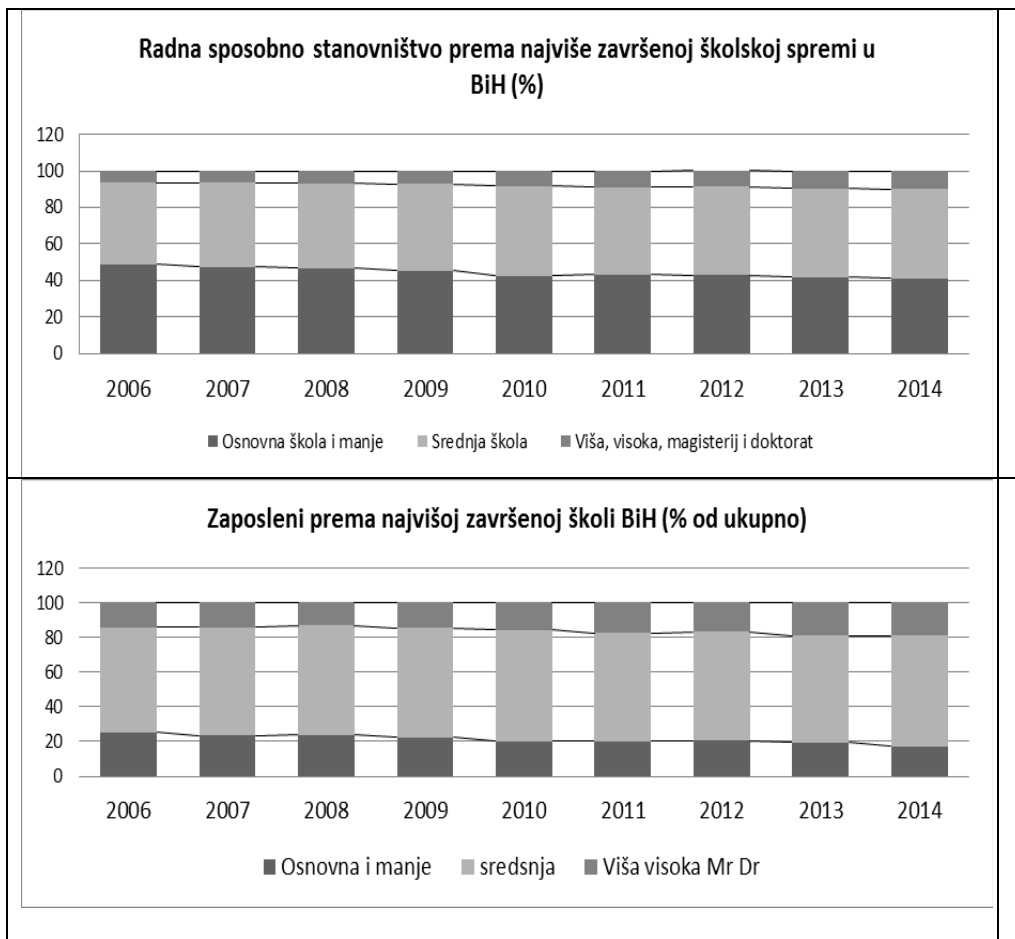 Radna sposobno stanovništvo prema najviše završenoj školskoj spremi u
BiH (%)
120
100
80
60
40
20
0
2006 2007 2008 2009 2010 2011 2012 2013 2014
Osnovna škola i manje Srednja škola Viša, visoka, magisterij i doktorat
Zaposleni prema najvišoj završenoj školi BiH (% od ukupno)
120
100
80
60
40
20
0
2006 2007 2008 2009 2010 2011 2012 2013 2014
Osnovna i manje sredsnja Viša visoka Mr Dr